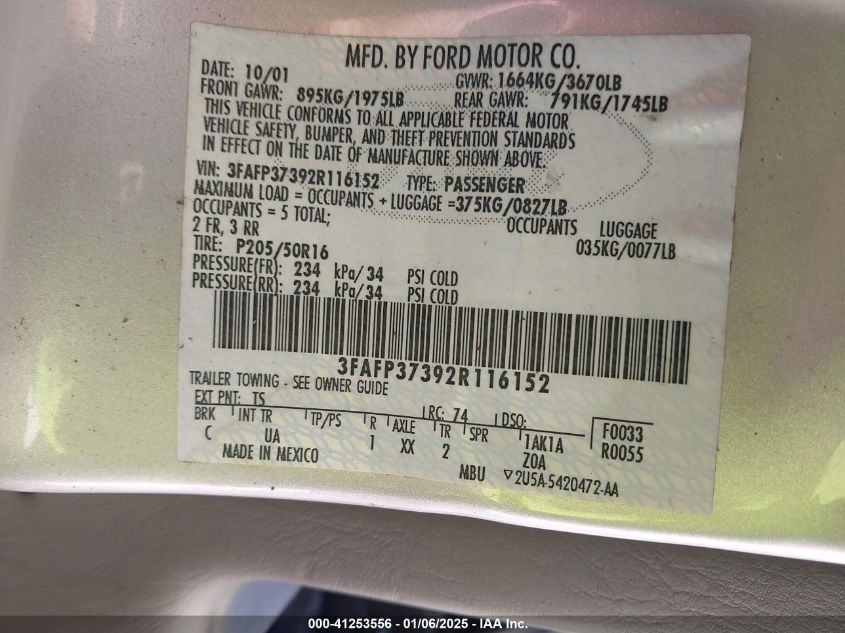 MFD. BY FORD MOTOR CO.
DATE: 10/01 GVWR: 1664KG/3670LB
FRONT GAWR: 895KG/1975LB REAR GAWR: 791KG/1745LB
THIS VEHICLE CONFORMS TO ALL APPLICABLE FEDERAL MOTOR
VEHICLE SAFETY, BUMPER, AND THEFT PREVENTION STANDARDS
IN EFFECT ON THE DATE OF MANUFACTURE SHOWN ABOVE.
VIN: 3FAFP37392R116152 TYPE: PASSENGER
MAXIMUM LOAD = OCCUPANTS + LUGGAGE =375KG/0827LB
OCCUPANTS = 5 TOTAL; OCCUPANTS LUGGAGE
2 FR, 3 RR 035KG/0077LB
TIRE: P205/50R16
PRESSURE(FR): 234 kPa/34 PSI COLD
PRESSURE(RR): 234 kPa/34 PSI COLD
3FAFP37392R116152
TRAILER TOWING - SEE OWNER GUIDE
EXT PNT: TS RC: 74 DSO: F0033
BRK INT TR TP/PS R AXLE TR SPR 1AK1A R0055
C UA 1 XX 2 Z0A
MADE IN MEXICO MBU ▽2U5A-5420472-AA
000-41253556 — 01/06/2025 — IAA Inc.